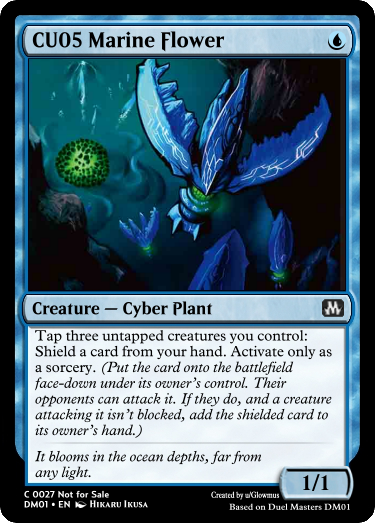 CU05 Marine Flower
Creature — Cyber Plant
Tap three untapped creatures you control:
Shield a card from your hand. Activate only as
a sorcery. (Put the card onto the battlefield
face-down under its owner's control. Their
opponents can attack it. If they do, and a creature
attacking it isn't blocked, add the shielded card to
its owner's hand.)
It blooms in the ocean depths, far from
any light.
1/1
C 0027 Not for Sale
DM01 • EN Hikaru Ikusa
Created by u/Glowmus
Based on Duel Masters DM01